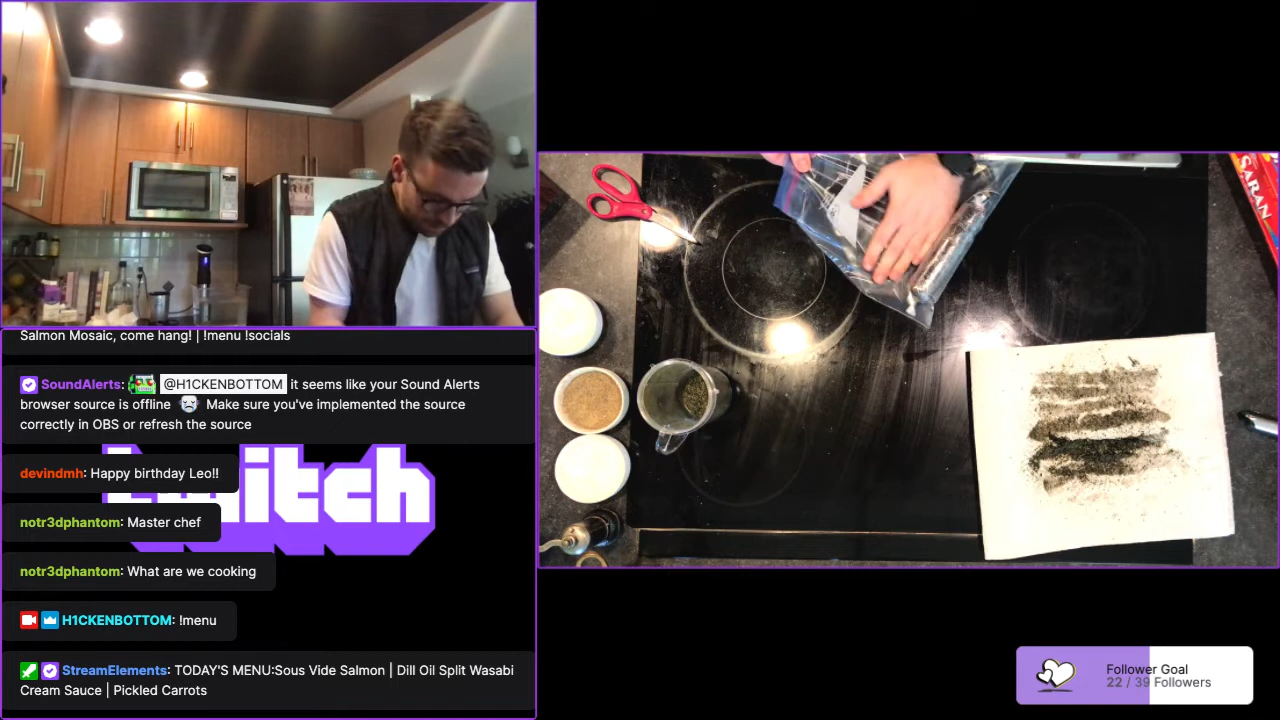 Salmon Mosaic, come hang! | !menu !socials
SoundAlerts: @H1CKENBOTTOM it seems like your Sound Alerts
browser source is offline Make sure you've implemented the source
correctly in OBS or refresh the source
devindmh: Happy birthday Leo!!
notr3dphantom: Master chef
notr3dphantom: What are we cooking
H1CKENBOTTOM: !menu
StreamElements: TODAY'S MENU:Sous Vide Salmon | Dill Oil Split Wasabi
Cream Sauce | Pickled Carrots
twitch
SARAN
Follower Goal
22 / 39 Followers